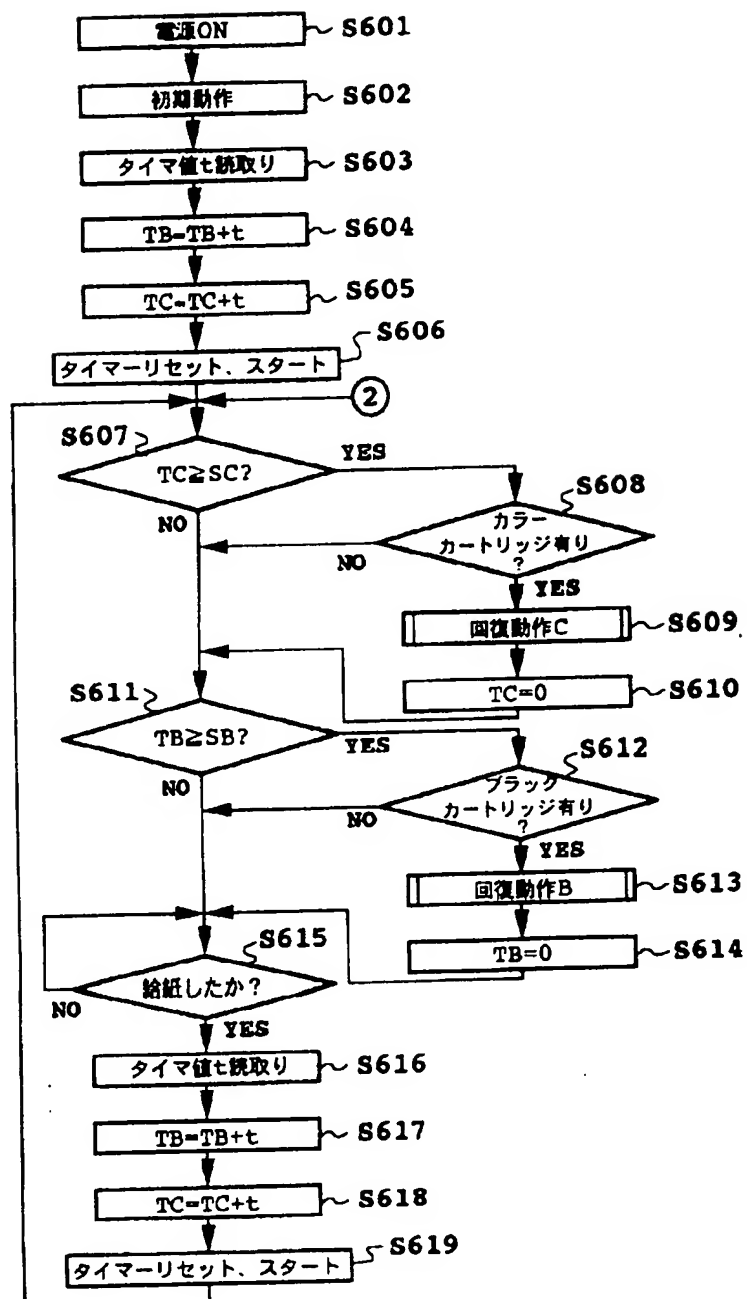 電源ON S601
初期動作 S602
タイマ値t読取り S603
TB=TB+t S604
TC=TC+t S605
S606
タイマーリセット、スタート
2
S607
TC≧SC?
YES
NO
S608
カラー
カートリッジ有り
?
NO
YES
回復動作C S609
TC=0 S610
S611
TB≧SB?
YES
NO
S612
ブラック
カートリッジ有り
?
NO
YES
回復動作B S613
TB=0 S614
S615
給紙したか?
NO
YES
タイマ値t読取り S616
TB=TB+t S617
TC=TC+t S618
S619
タイマーリセット、スタート